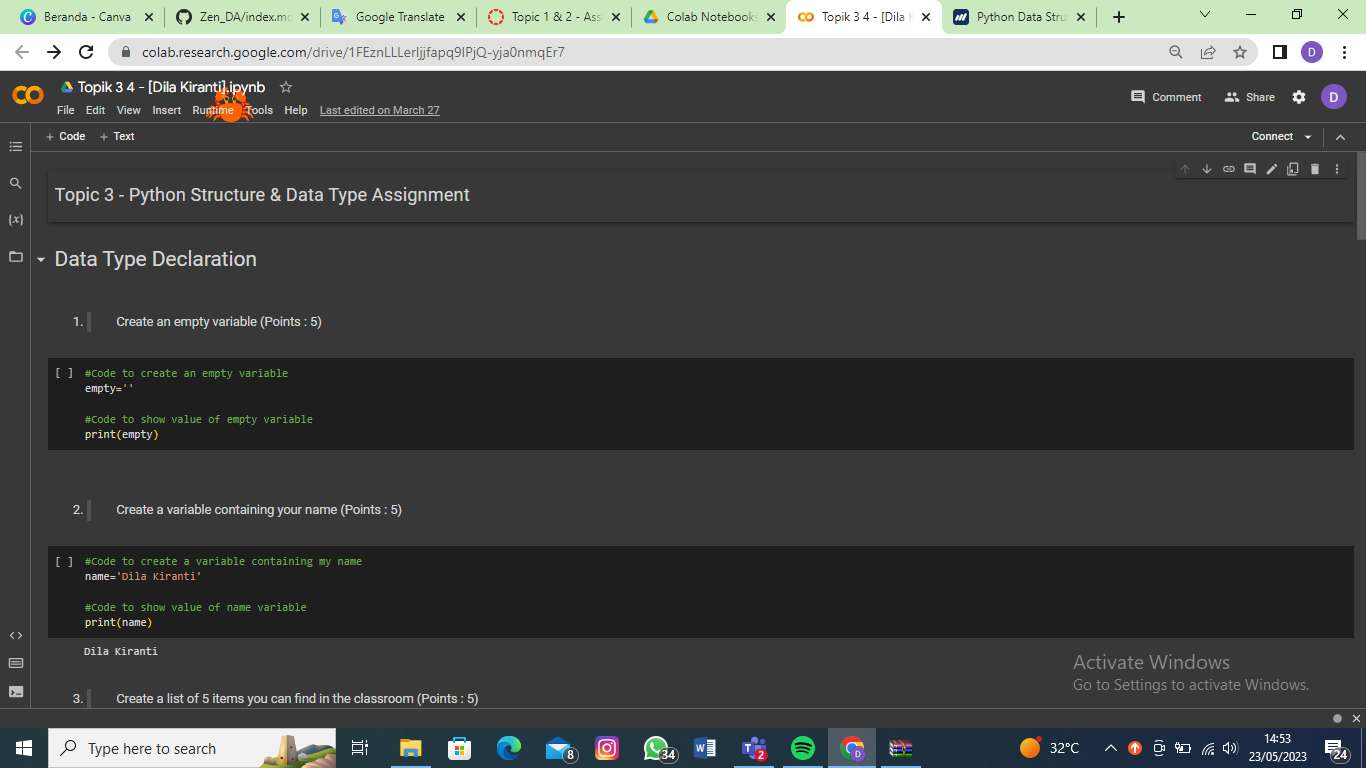 Beranda - Canva
Zen_DA/index.mc
Google Translate
Topic 1 & 2 - Ass
Colab Notebooks
Topik 3 4 - [Dila
Python Data Stru
colab.research.google.com/drive/1FEznLLLerljjfapq9IPjQ-yja0nmqEr7
D
CO
Topik 3 4 - [Dila Kiranti].ipynb
File Edit View Insert Runtime Tools Help Last edited on March 27
Comment
Share
D
+ Code + Text
Connect
{x}
Topic 3 - Python Structure & Data Type Assignment
Data Type Declaration
1. Create an empty variable (Points : 5)
[ ] #Code to create an empty variable
empty=''
#Code to show value of empty variable
print(empty)
2. Create a variable containing your name (Points : 5)
[ ] #Code to create a variable containing my name
name='Dila Kiranti'
#Code to show value of name variable
print(name)
Dila Kiranti
3. Create a list of 5 items you can find in the classroom (Points : 5)
Activate Windows
Go to Settings to activate Windows.
Type here to search
8
34
2
D
32°C
14:53
23/05/2023
24